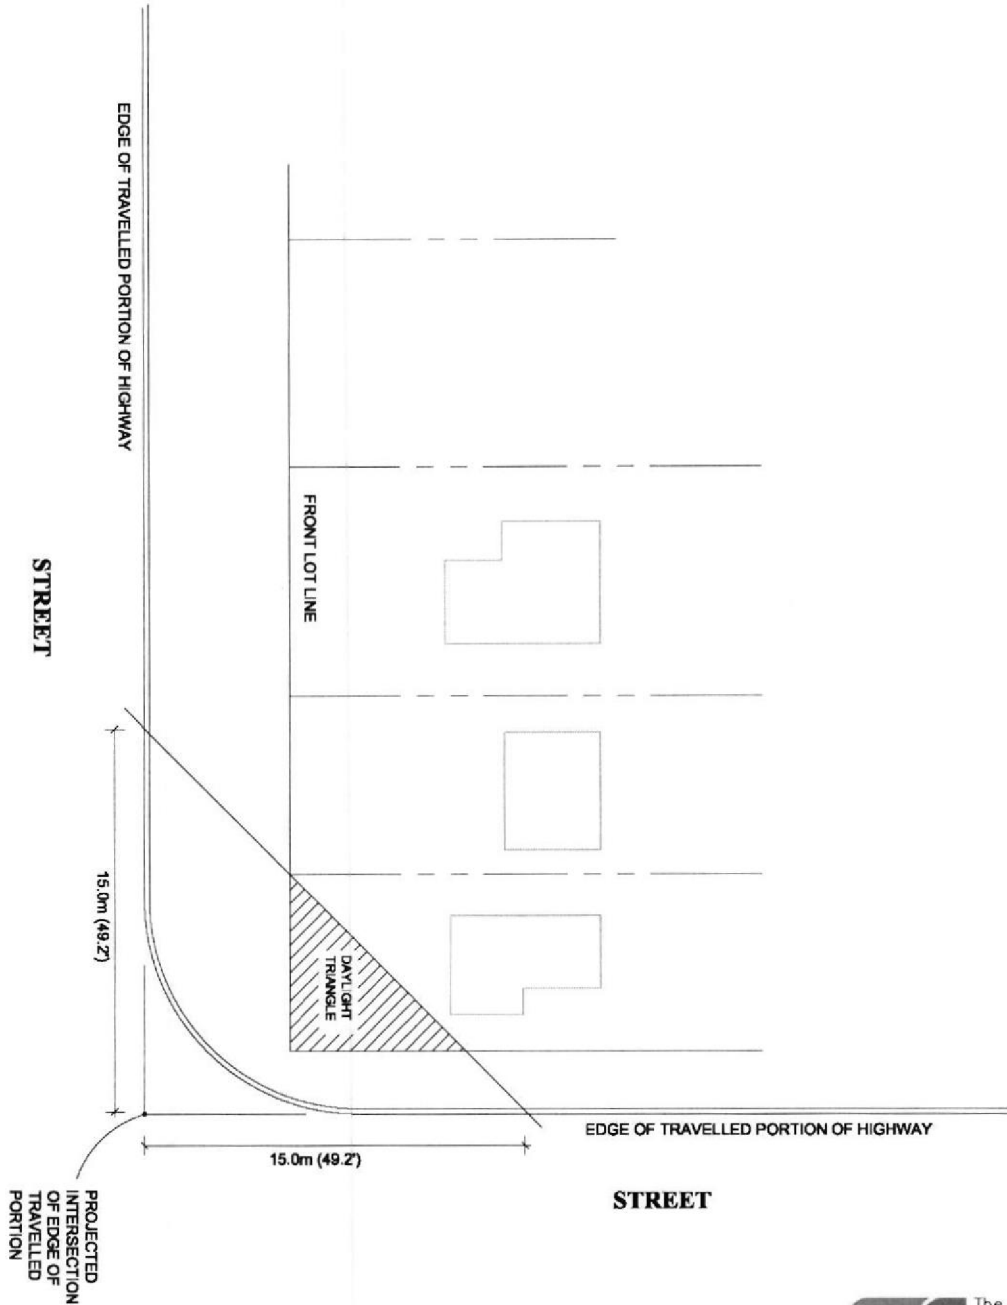 EDGE OF TRAVELLED PORTION OF HIGHWAY
FRONT LOT LINE
STREET
15.0m (49.2')
DAYLIGHT
TRIANGLE
EDGE OF TRAVELLED PORTION OF HIGHWAY
15.0m (49.2')
STREET
PROJECTED
INTERSECTION
OF EDGE OF
TRAVELLED
PORTION
The